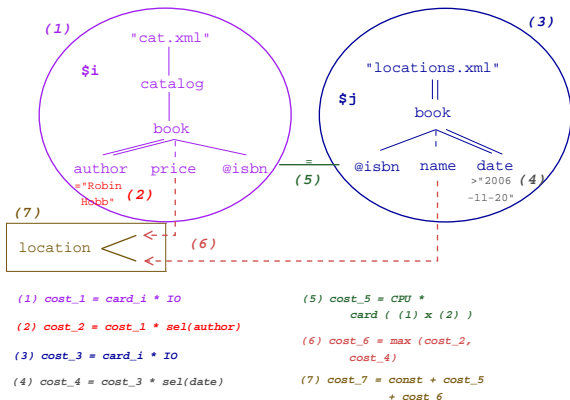 (1)
(3)
"cat.xml"
$i
"locations.xml"
catalog
$j
book
book
author price @isbn
=
@isbn name date
="Robin
Hobb"
(2)
(5)
>"2006
-11-20"
(4)
(7)
location
(6)
(1) cost_1 = card_i * IO
(2) cost_2 = cost_1 * sel(author)
(3) cost_3 = card_i * IO
(4) cost_4 = cost_3 * sel(date)
(5) cost_5 = CPU *
card ( (1) x (2) )
(6) cost_6 = max (cost_2,
cost_4)
(7) cost_7 = const + cost_5
+ cost_6